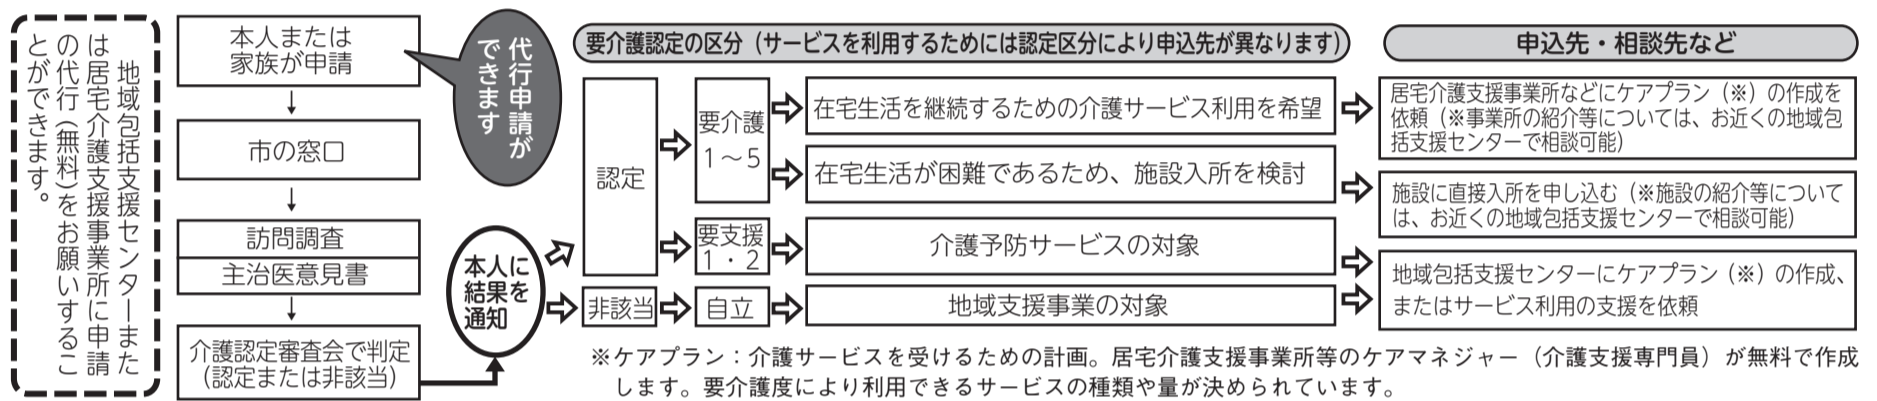 地域包括支援センターまた
は居宅介護支援事業所に申請
の代行（無料）をお願いするこ
とができます。
本人または
家族が申請
代行申請が
できます
市の窓口
訪問調査
主治医意見書
介護認定審査会で判定
（認定または非該当）
本人に
結果を
通知
要介護認定の区分（サービスを利用するためには認定区分により申込先が異なります）
申込先・相談先など
認定
要介護
1～5
在宅生活を継続するための介護サービス利用を希望
居宅介護支援事業所などにケアプラン（※）の作成を
依頼（※事業所の紹介等については、お近くの地域包
括支援センターで相談可能）
在宅生活が困難であるため、施設入所を検討
施設に直接入所を申し込む（※施設の紹介等について
は、お近くの地域包括支援センターで相談可能）
要支援
1・2
介護予防サービスの対象
非該当
自立
地域支援事業の対象
地域包括支援センターにケアプラン（※）の作成、
またはサービス利用の支援を依頼
※ケアプラン：介護サービスを受けるための計画。居宅介護支援事業所等のケアマネジャー（介護支援専門員）が無料で作成
します。要介護度により利用できるサービスの種類や量が決められています。